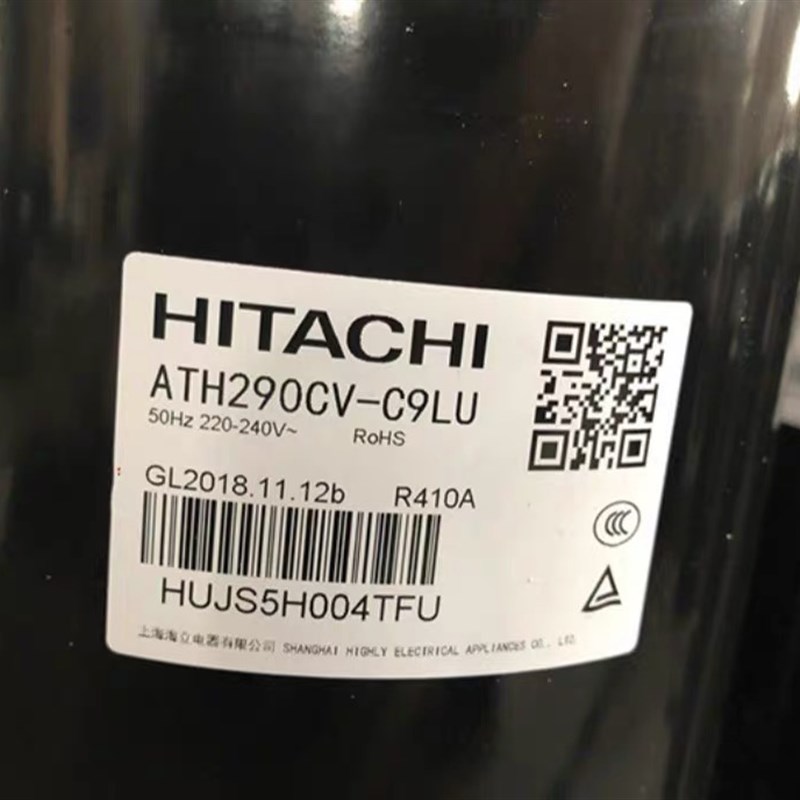 HITACHI
ATH290CV-C9LU
50Hz 220-240V~ RoHS
GL2018.11.12b R410A
HUJS5H004TFU
上海海立电器有限公司 SHANGHAI HIGHLY ELECTRICAL APPLIANCES CO., LTD.